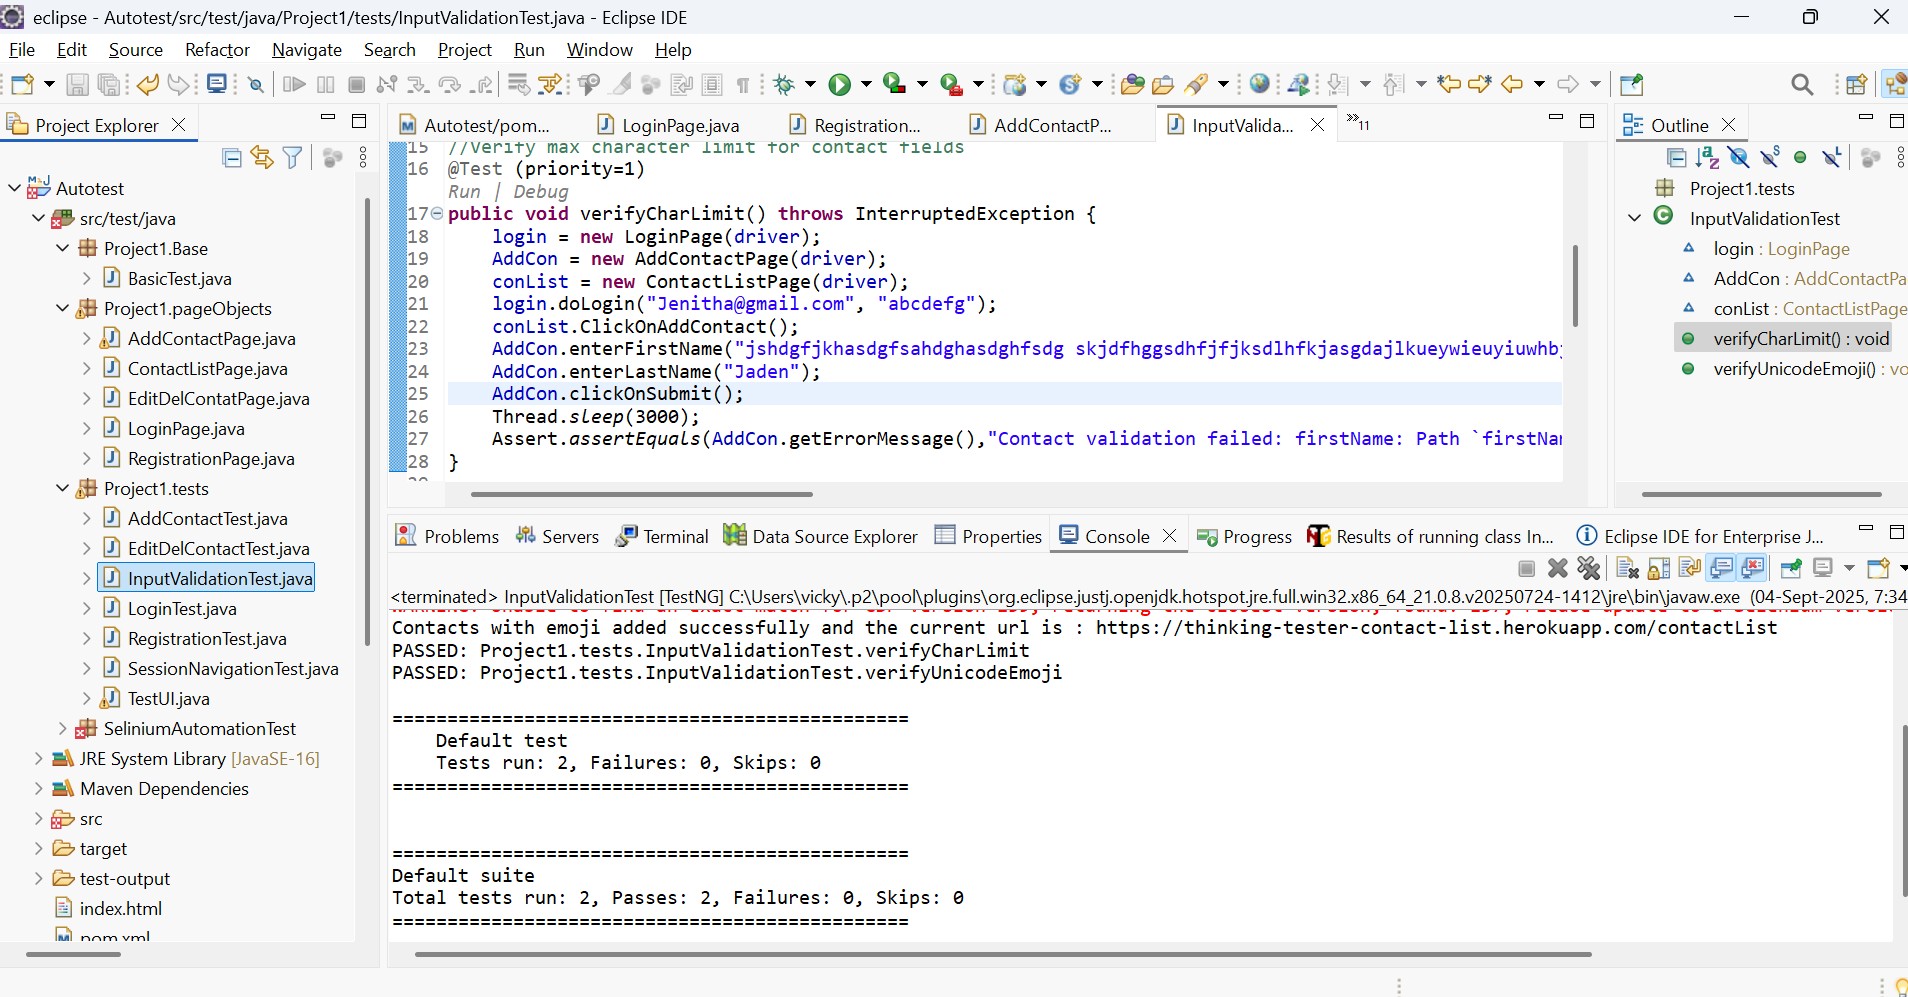 eclipse - Autotest/src/test/java/Project1/tests/InputValidationTest.java - Eclipse IDE
File Edit Source Refactor Navigate Search Project Run Window Help
Project Explorer
Autotest
src/test/java
Project1.Base
BasicTest.java
Project1.pageObjects
AddContactPage.java
ContactListPage.java
EditDelContatPage.java
LoginPage.java
RegistrationPage.java
Project1.tests
AddContactTest.java
EditDelContactTest.java
InputValidationTest.java
LoginTest.java
RegistrationTest.java
SessionNavigationTest.java
TestUI.java
SeliniumAutomationTest
JRE System Library [JavaSE-16]
Maven Dependencies
src
target
test-output
index.html
pom.xml
Autotest/pom... LoginPage.java Registration... AddContactP... InputValida... »11
15 //Verify max character limit for contact fields
16 @Test (priority=1)
Run | Debug
17 public void verifyCharLimit() throws InterruptedException {
18 login = new LoginPage(driver);
19 AddCon = new AddContactPage(driver);
20 conList = new ContactListPage(driver);
21 login.doLogin("Jenitha@gmail.com", "abcdefg");
22 conList.ClickOnAddContact();
23 AddCon.enterFirstName("jshdgfjkhasdgfsahdghasdghfsdg skjdfhggsdhfjfjksdlhfkjasgdajlkueywieuyiuwhb
24 AddCon.enterLastName("Jaden");
25 AddCon.clickOnSubmit();
26 Thread.sleep(3000);
27 Assert.assertEquals(AddCon.getErrorMessage(),"Contact validation failed: firstName: Path `firstNa
28 }
Outline
Project1.tests
InputValidationTest
login : LoginPage
AddCon : AddContactPa
conList : ContactListPage
verifyCharLimit() : void
verifyUnicodeEmoji() : vo
Problems Servers Terminal Data Source Explorer Properties Console Progress Results of running class In... Eclipse IDE for Enterprise J...
<terminated> InputValidationTest [TestNG] C:\Users\vicky\.p2\pool\plugins\org.eclipse.justj.openjdk.hotspot.jre.full.win32.x86_64_21.0.8.v20250724-1412\jre\bin\javaw.exe (04-Sept-2025, 7:34
Contacts with emoji added successfully and the current url is : https://thinking-tester-contact-list.herokuapp.com/contactList
PASSED: Project1.tests.InputValidationTest.verifyCharLimit
PASSED: Project1.tests.InputValidationTest.verifyUnicodeEmoji
===============================================
Default test
Tests run: 2, Failures: 0, Skips: 0
===============================================
===============================================
Default suite
Total tests run: 2, Passes: 2, Failures: 0, Skips: 0
===============================================